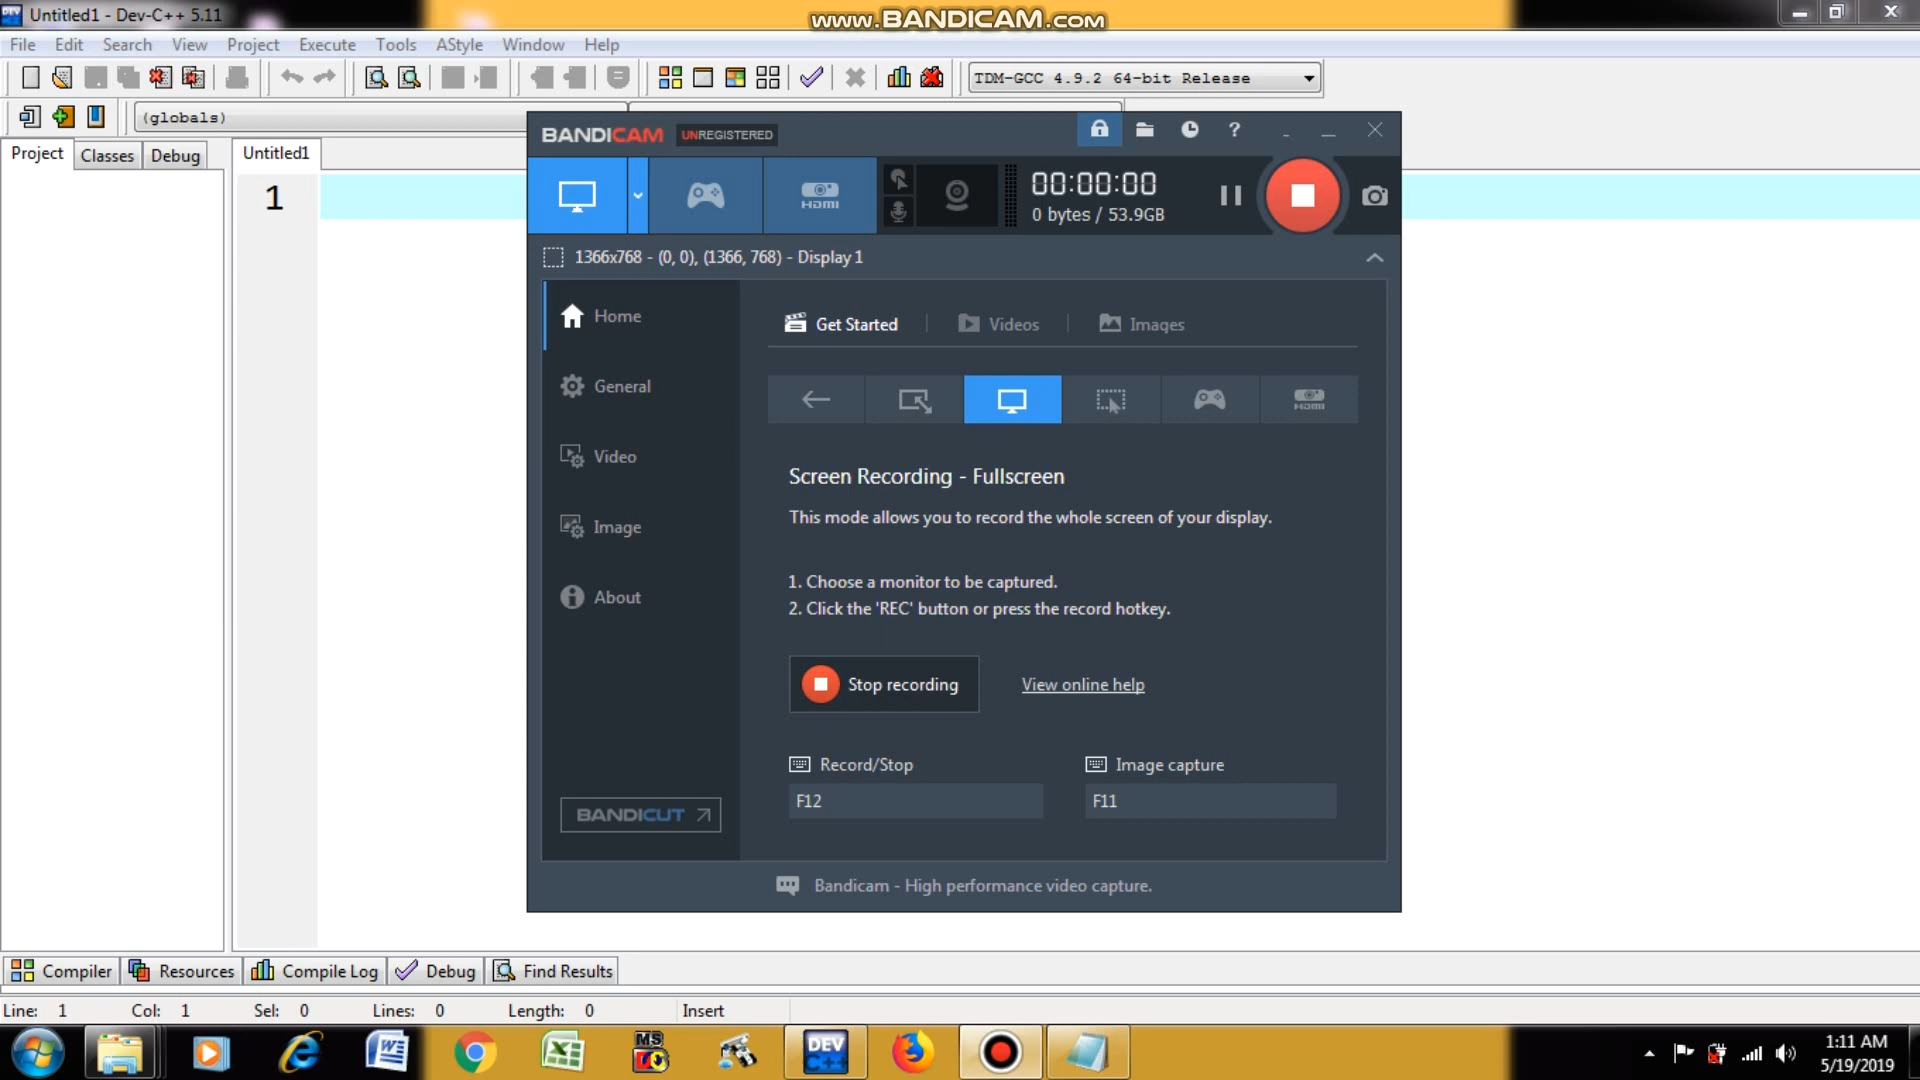 Untitled1 - Dev-C++ 5.11
www.BANDICAM.com
File Edit Search View Project Execute Tools AStyle Window Help
TDM-GCC 4.9.2 64-bit Release
(globals)
Project Classes Debug Untitled1
1
BANDICAM UNREGISTERED
?
HDMI
00:00:00
0 bytes / 53.9GB
1366x768 - (0, 0), (1366, 768) - Display 1
Home
General
Video
Image
About
BANDICUT
Get Started Videos Images
HDMI
Screen Recording - Fullscreen
This mode allows you to record the whole screen of your display.
1. Choose a monitor to be captured.
2. Click the 'REC' button or press the record hotkey.
Stop recording View online help
Record/Stop Image capture
F12 F11
Bandicam - High performance video capture.
Compiler Resources Compile Log Debug Find Results
Line: 1 Col: 1 Sel: 0 Lines: 0 Length: 0 Insert
MS
DEV
C++
1:11 AM
5/19/2019